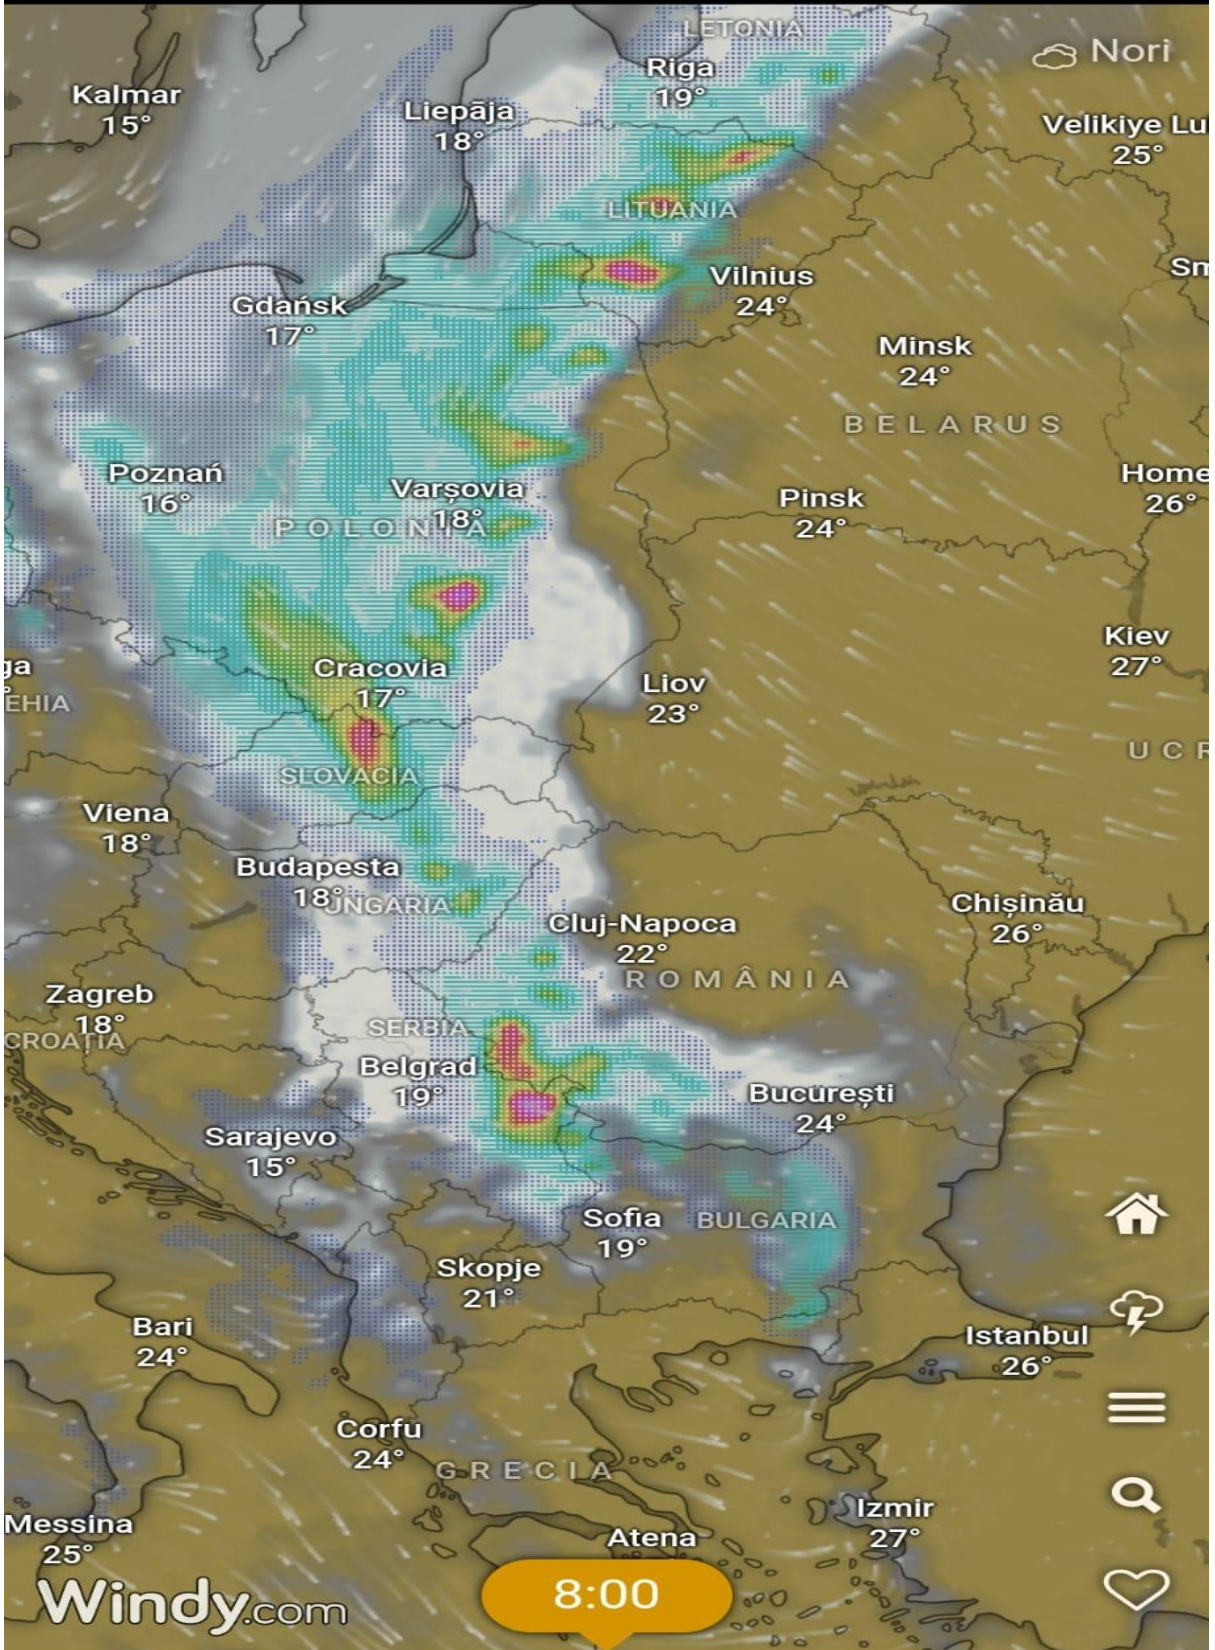 LETONIA
Nori
Riga
19°
Kalmar
15°
Liepāja
18°
Velikiye Lu
25°
LITUANIA
Vilnius
24°
Sm
Gdańsk
17°
Minsk
24°
BELARUS
Poznań
16°
Varșovia
18°
POLONIA
Pinsk
24°
Home
26°
Kiev
27°
Cracovia
17°
ga
EHIA
Liov
23°
UCR
SLOVACIA
Viena
18°
Budapesta
18°
UNGARIA
Cluj-Napoca
22°
Chișinău
26°
ROMÂNIA
Zagreb
18°
CROAȚIA
SERBIA
Belgrad
19°
București
24°
Sarajevo
15°
Sofia
19°
BULGARIA
Skopje
21°
Bari
24°
Istanbul
26°
Corfu
24°
GRECIA
Messina
25°
Izmir
27°
Atena
8:00
Windy.com